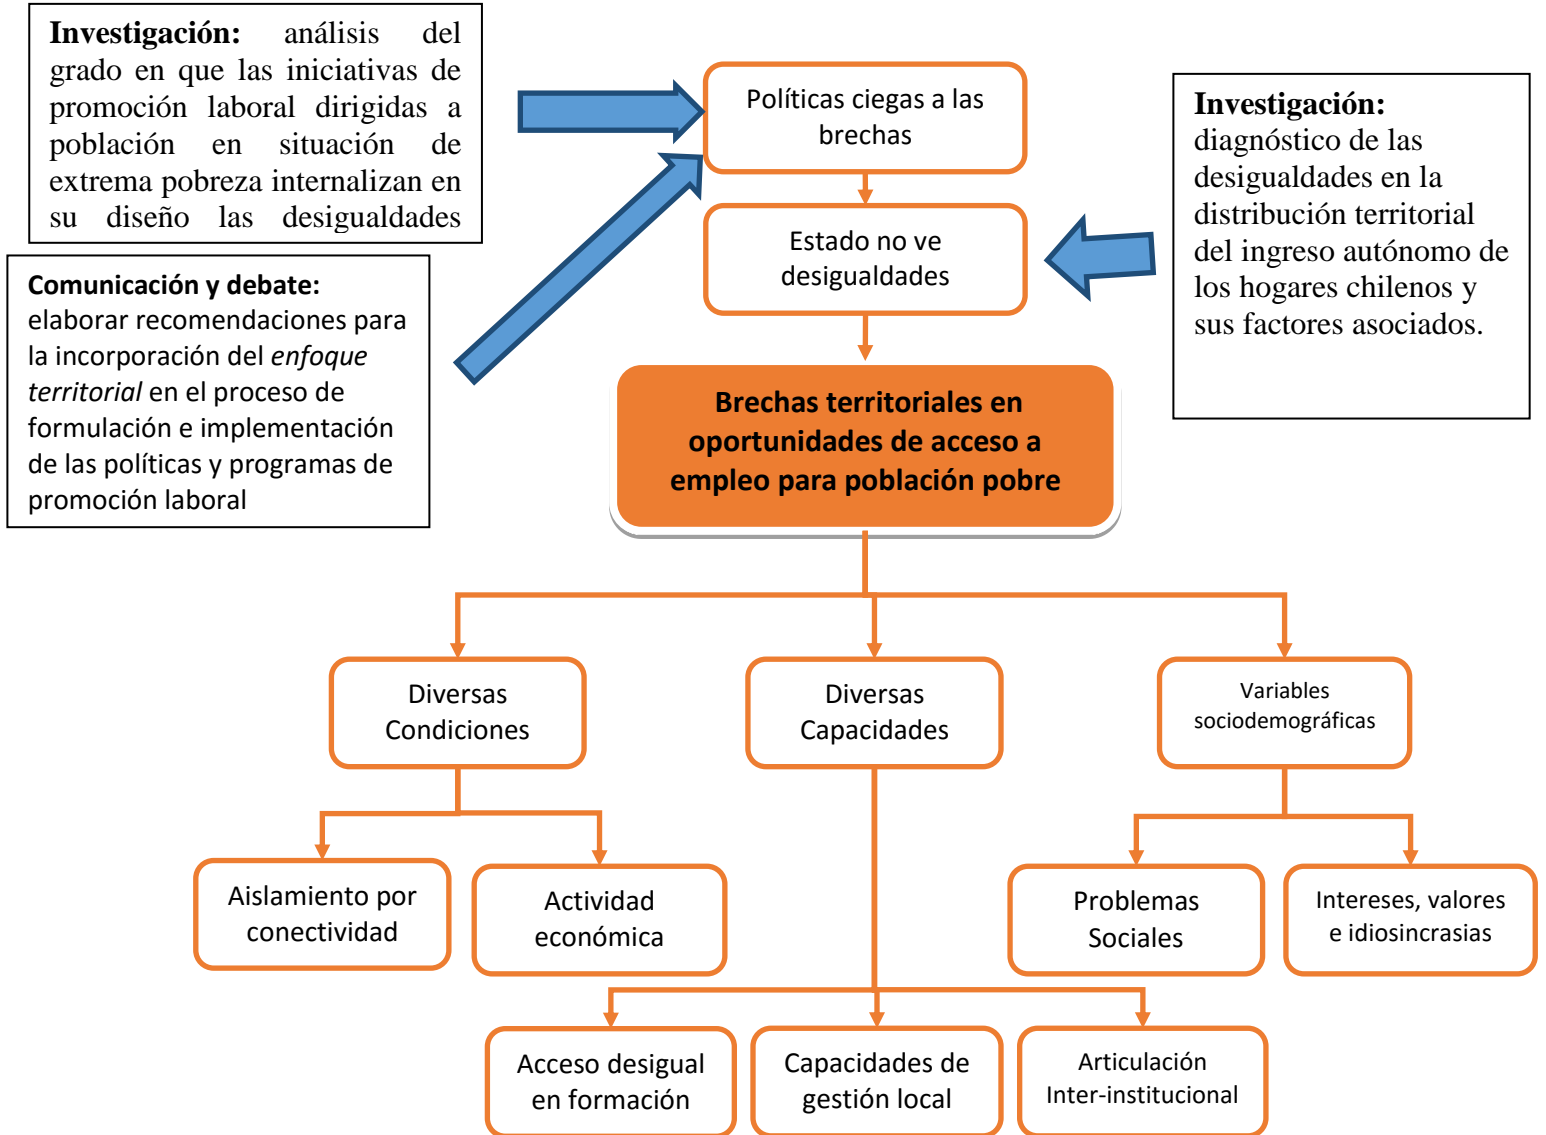 Investigación: análisis del
grado en que las iniciativas de
promoción laboral dirigidas a
población en situación de
extrema pobreza internalizan en
su diseño las desigualdades
Comunicación y debate:
elaborar recomendaciones para
la incorporación del enfoque
territorial en el proceso de
formulación e implementación
de las políticas y programas de
promoción laboral
Políticas ciegas a las
brechas
Estado no ve
desigualdades
Investigación:
diagnóstico de las
desigualdades en la
distribución territorial
del ingreso autónomo de
los hogares chilenos y
sus factores asociados.
Brechas territoriales en
oportunidades de acceso a
empleo para población pobre
Diversas
Condiciones
Diversas
Capacidades
Variables
sociodemográficas
Aislamiento por
conectividad
Actividad
económica
Problemas
Sociales
Intereses, valores
e idiosincrasias
Acceso desigual
en formación
Capacidades de
gestión local
Articulación
Inter-institucional